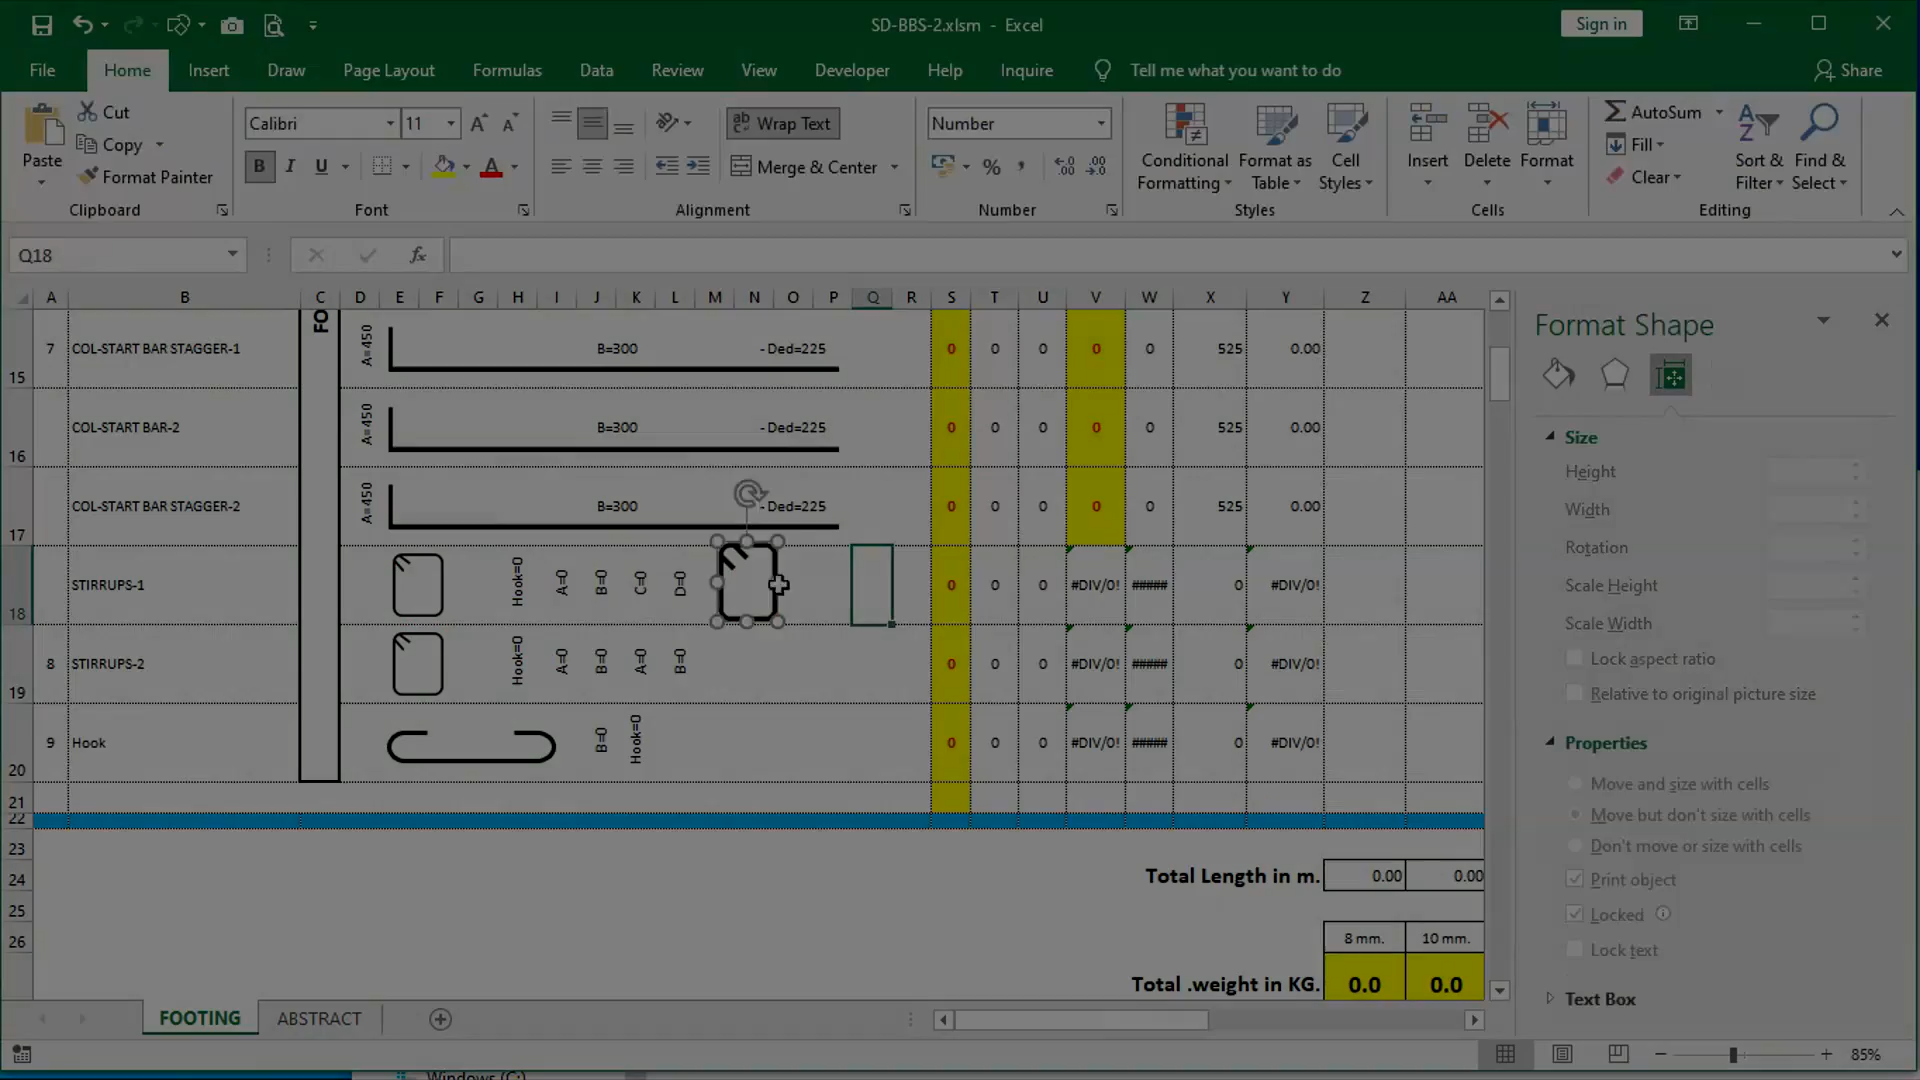 SD-BBS-2.xlsm - Excel
Sign in
File Home Insert Draw Page Layout Formulas Data Review View Developer Help Inquire Tell me what you want to do Share
Paste Cut Copy Format Painter
Calibri 11
Wrap Text
Merge & Center
Number
Conditional Formatting
Format as Table
Cell Styles
Insert Delete Format
AutoSum Fill Clear
Sort & Filter
Find & Select
Clipboard Font Alignment Number Styles Cells Editing
Q18 fx
A B C D E F G H I J K L M N O P Q R S T U V W X Y Z AA
FO
15 7 COL-START BAR STAGGER-1 A=450 B=300 - Ded=225 0 0 0 0 0 525 0.00
16 COL-START BAR-2 A=450 B=300 - Ded=225 0 0 0 0 0 525 0.00
17 COL-START BAR STAGGER-2 A=450 B=300 - Ded=225 0 0 0 0 0 525 0.00
18 STIRRUPS-1 Hook=0 A=0 B=0 C=0 D=0 0 0 0 #DIV/0! ##### 0 #DIV/0!
19 8 STIRRUPS-2 Hook=0 A=0 B=0 A=0 B=0 0 0 0 #DIV/0! ##### 0 #DIV/0!
20 9 Hook B=0 Hook=0 0 0 0 #DIV/0! ##### 0 #DIV/0!
21
22
23
24 Total Length in m. 0.00 0.00
25
26 8 mm. 10 mm.
Total .weight in KG. 0.0 0.0
Format Shape
Size
Height
Width
Rotation
Scale Height
Scale Width
Lock aspect ratio
Relative to original picture size
Properties
Move and size with cells
Move but don't size with cells
Don't move or size with cells
Print object
Locked
Lock text
Text Box
FOOTING ABSTRACT
85%
Windows (C:)